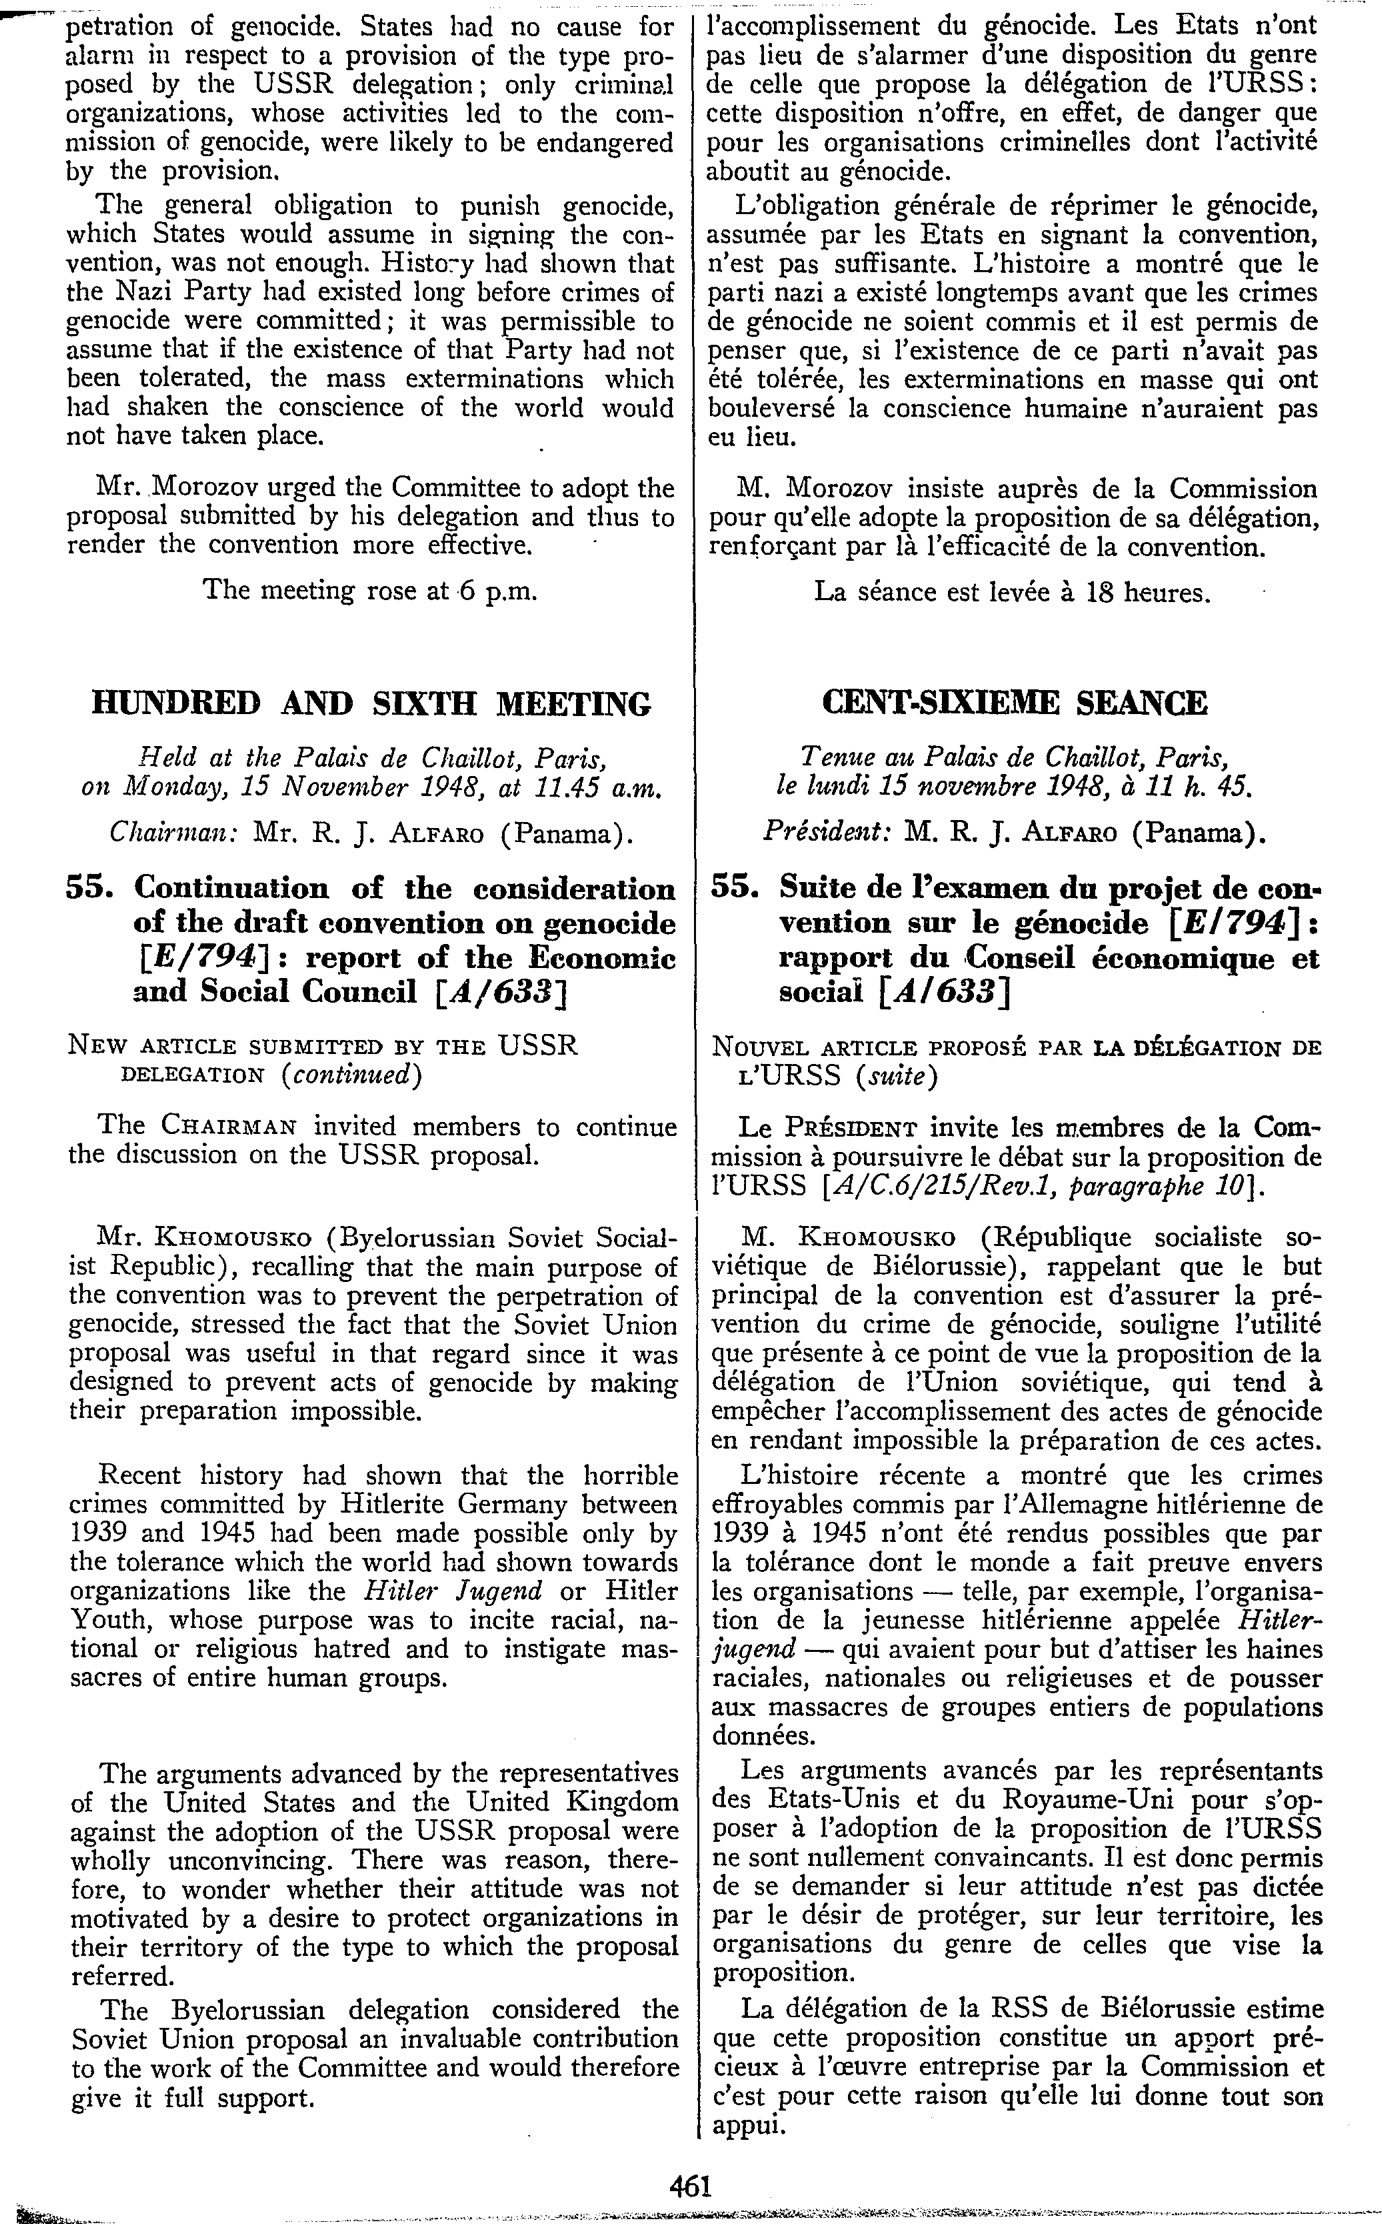 petration of genocide. States had no cause for
alarm in respect to a provision of the type pro-
posed by the USSR delegation; only criminal
organizations, whose activities led to the com-
mission of genocide, were likely to be endangered
by the provision.
The general obligation to punish genocide,
which States would assume in signing the con-
vention, was not enough. History had shown that
the Nazi Party had existed long before crimes of
genocide were committed; it was permissible to
assume that if the existence of that Party had not
been tolerated, the mass exterminations which
had shaken the conscience of the world would
not have taken place.
Mr. Morozov urged the Committee to adopt the
proposal submitted by his delegation and thus to
render the convention more effective.
The meeting rose at 6 p.m.
HUNDRED AND SIXTH MEETING
Held at the Palais de Chaillot, Paris,
on Monday, 15 November 1948, at 11.45 a.m.
Chairman: Mr. R. J. ALFARO (Panama).
55. Continuation of the consideration
of the draft convention on genocide
[E/794]: report of the Economic
and Social Council [A/633]
NEW ARTICLE SUBMITTED BY THE USSR
DELEGATION (continued)
The CHAIRMAN invited members to continue
the discussion on the USSR proposal.
Mr. KHOMOUSKO (Byelorussian Soviet Social-
ist Republic), recalling that the main purpose of
the convention was to prevent the perpetration of
genocide, stressed the fact that the Soviet Union
proposal was useful in that regard since it was
designed to prevent acts of genocide by making
their preparation impossible.
Recent history had shown that the horrible
crimes committed by Hitlerite Germany between
1939 and 1945 had been made possible only by
the tolerance which the world had shown towards
organizations like the Hitler Jugend or Hitler
Youth, whose purpose was to incite racial, na-
tional or religious hatred and to instigate mas-
sacres of entire human groups.
The arguments advanced by the representatives
of the United States and the United Kingdom
against the adoption of the USSR proposal were
wholly unconvincing. There was reason, there-
fore, to wonder whether their attitude was not
motivated by a desire to protect organizations in
their territory of the type to which the proposal
referred.
The Byelorussian delegation considered the
Soviet Union proposal an invaluable contribution
to the work of the Committee and would therefore
give it full support.
l'accomplissement du génocide. Les Etats n'ont
pas lieu de s'alarmer d'une disposition du genre
de celle que propose la délégation de l'URSS:
cette disposition n'offre, en effet, de danger que
pour les organisations criminelles dont l'activité
aboutit au génocide.
L'obligation générale de réprimer le génocide,
assumée par les Etats en signant la convention,
n'est pas suffisante. L'histoire a montré que le
parti nazi a existé longtemps avant que les crimes
de génocide ne soient commis et il est permis de
penser que, si l'existence de ce parti n'avait pas
été tolérée, les exterminations en masse qui ont
bouleversé la conscience humaine n'auraient pas
eu lieu.
M. Morozov insiste auprès de la Commission
pour qu'elle adopte la proposition de sa délégation,
renforçant par là l'efficacité de la convention.
La séance est levée à 18 heures.
CENT-SIXIEME SEANCE
Tenue au Palais de Chaillot, Paris,
le lundi 15 novembre 1948, à 11 h. 45.
Président: M. R. J. ALFARO (Panama).
55. Suite de l'examen du projet de con-
vention sur le génocide [E/794]:
rapport du Conseil économique et
social [A/633]
NOUVEL ARTICLE PROPOSÉ PAR LA DÉLÉGATION DE
L'URSS (suite)
Le PRÉSIDENT invite les membres de la Com-
mission à poursuivre le débat sur la proposition de
l'URSS [A/C.6/215/Rev.1, paragraphe 10].
M. KHOMOUSKO (République socialiste so-
viétique de Biélorussie), rappelant que le but
principal de la convention est d'assurer la pré-
vention du crime de génocide, souligne l'utilité
que présente à ce point de vue la proposition de la
délégation de l'Union soviétique, qui tend à
empêcher l'accomplissement des actes de génocide
en rendant impossible la préparation de ces actes.
L'histoire récente a montré que les crimes
effroyables commis par l'Allemagne hitlérienne de
1939 à 1945 n'ont été rendus possibles que par
la tolérance dont le monde a fait preuve envers
les organisations — telle, par exemple, l'organisa-
tion de la jeunesse hitlérienne appelée Hitler-
jugend — qui avaient pour but d'attiser les haines
raciales, nationales ou religieuses et de pousser
aux massacres de groupes entiers de populations
données.
Les arguments avancés par les représentants
des Etats-Unis et du Royaume-Uni pour s'op-
poser à l'adoption de la proposition de l'URSS
ne sont nullement convaincants. Il est donc permis
de se demander si leur attitude n'est pas dictée
par le désir de protéger, sur leur territoire, les
organisations du genre de celles que vise la
proposition.
La délégation de la RSS de Biélorussie estime
que cette proposition constitue un apport pré-
cieux à l'œuvre entreprise par la Commission et
c'est pour cette raison qu'elle lui donne tout son
appui.
461